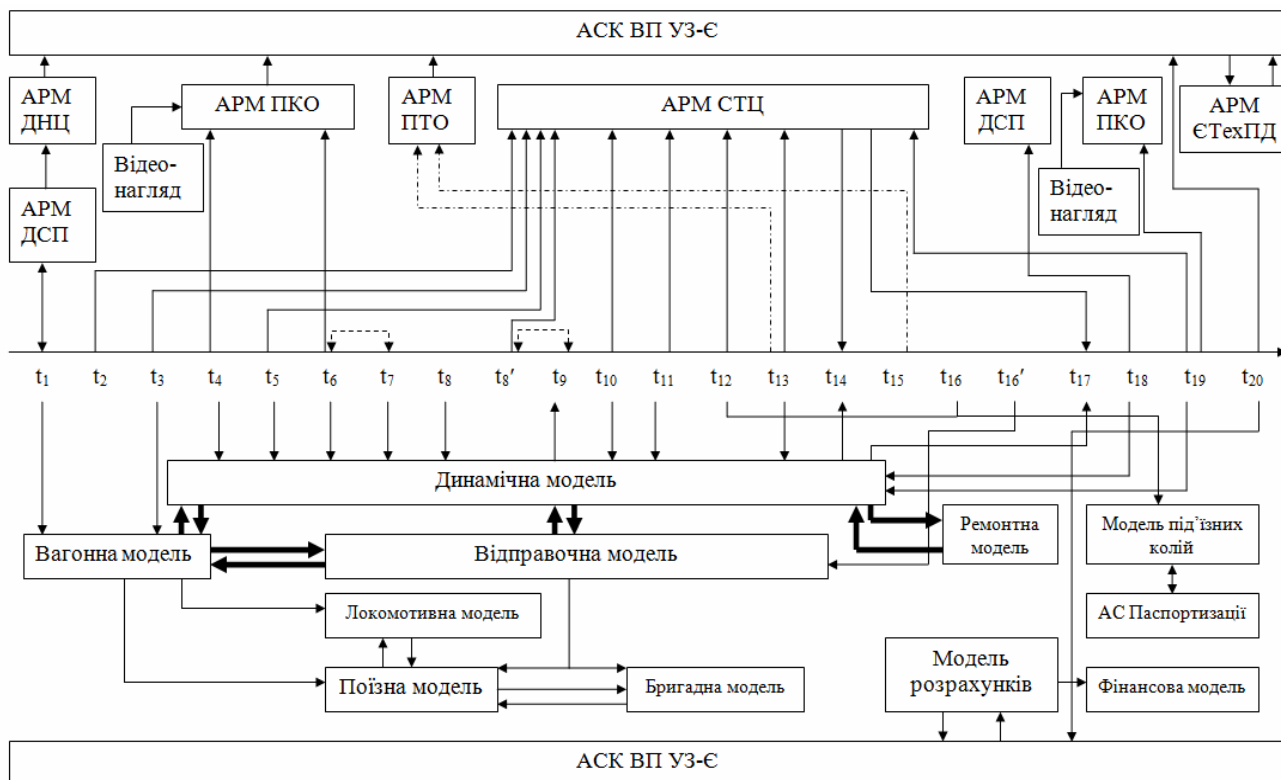 АСК ВП УЗ-Є
АРМ
ДНЦ
АРМ ПКО
АРМ
ПТО
АРМ СТЦ
АРМ
ДСП
АРМ
ПКО
АРМ
ЄТехПД
Відео-
нагляд
Відео-
нагляд
АРМ
ДСП
t1 t2 t3 t4 t5 t6 t7 t8 t8′ t9 t10 t11 t12 t13 t14 t15 t16 t16′ t17 t18 t19 t20
Динамічна модель
Вагонна модель
Відправочна модель
Ремонтна
модель
Модель під’їзних
колій
Локомотивна модель
АС Паспортизації
Поїзна модель
Бригадна модель
Модель
розрахунків
Фінансова модель
АСК ВП УЗ-Є